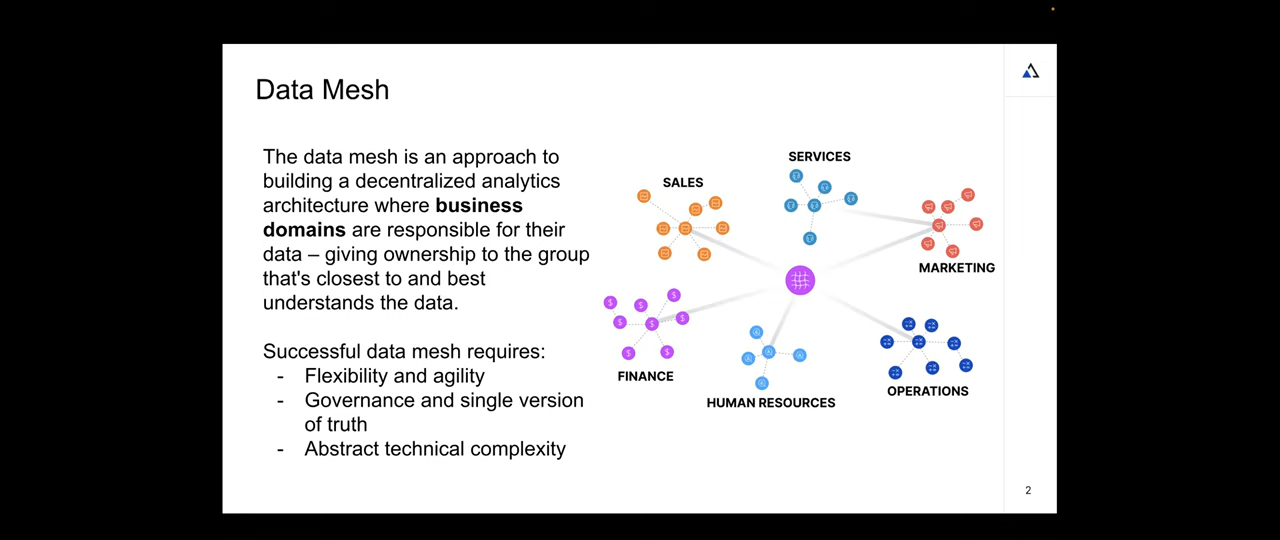 Data Mesh
The data mesh is an approach to
building a decentralized analytics
architecture where business
domains are responsible for their
data – giving ownership to the group
that's closest to and best
understands the data.
Successful data mesh requires:
- Flexibility and agility
- Governance and single version
of truth
- Abstract technical complexity
SERVICES
SALES
MARKETING
FINANCE
HUMAN RESOURCES
OPERATIONS
2